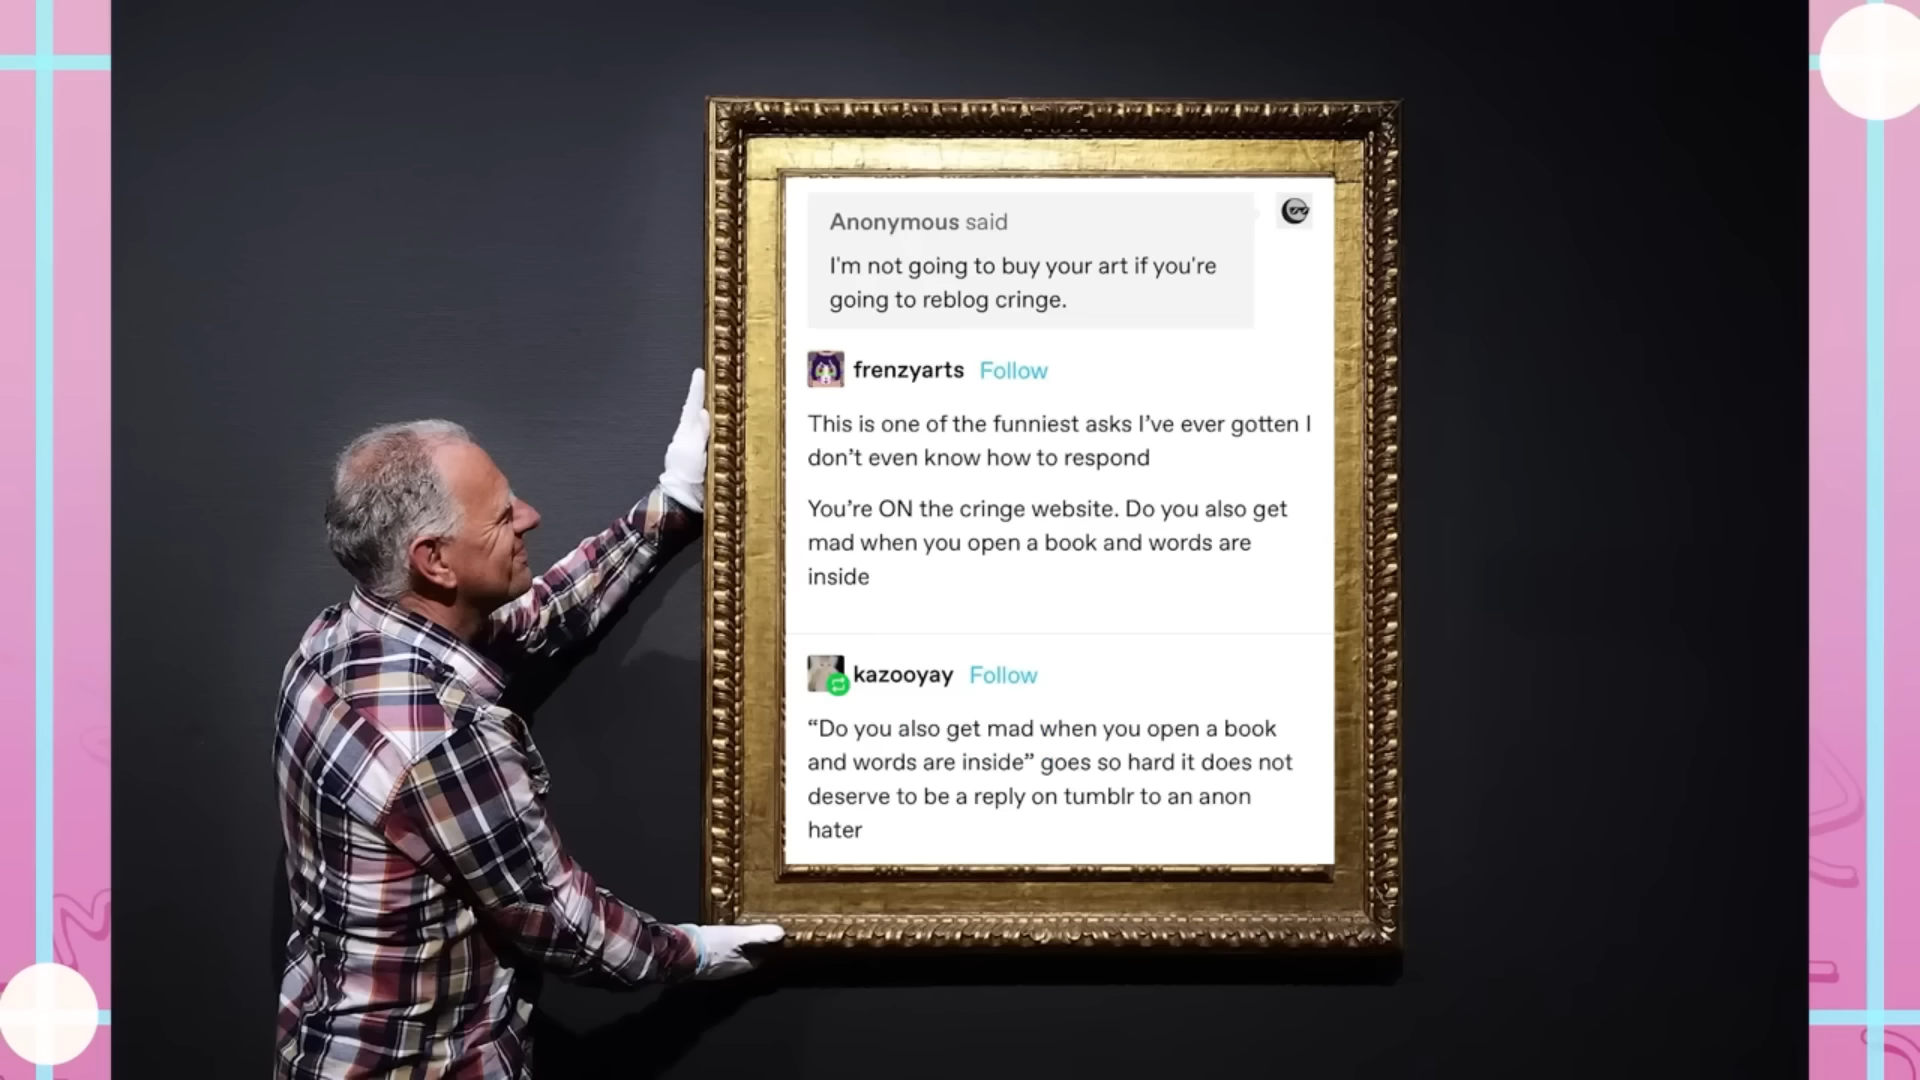 Anonymous said
I'm not going to buy your art if you're
going to reblog cringe.
frenzyarts Follow
This is one of the funniest asks I’ve ever gotten I
don’t even know how to respond
You’re ON the cringe website. Do you also get
mad when you open a book and words are
inside
kazooyay Follow
“Do you also get mad when you open a book
and words are inside” goes so hard it does not
deserve to be a reply on tumblr to an anon
hater